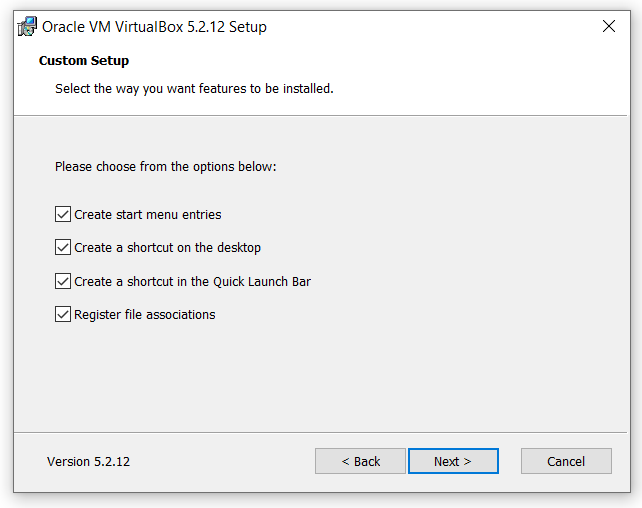 Oracle VM VirtualBox 5.2.12 Setup
Custom Setup
Select the way you want features to be installed.
Please choose from the options below:
Create start menu entries
Create a shortcut on the desktop
Create a shortcut in the Quick Launch Bar
Register file associations
Version 5.2.12
< Back
Next >
Cancel